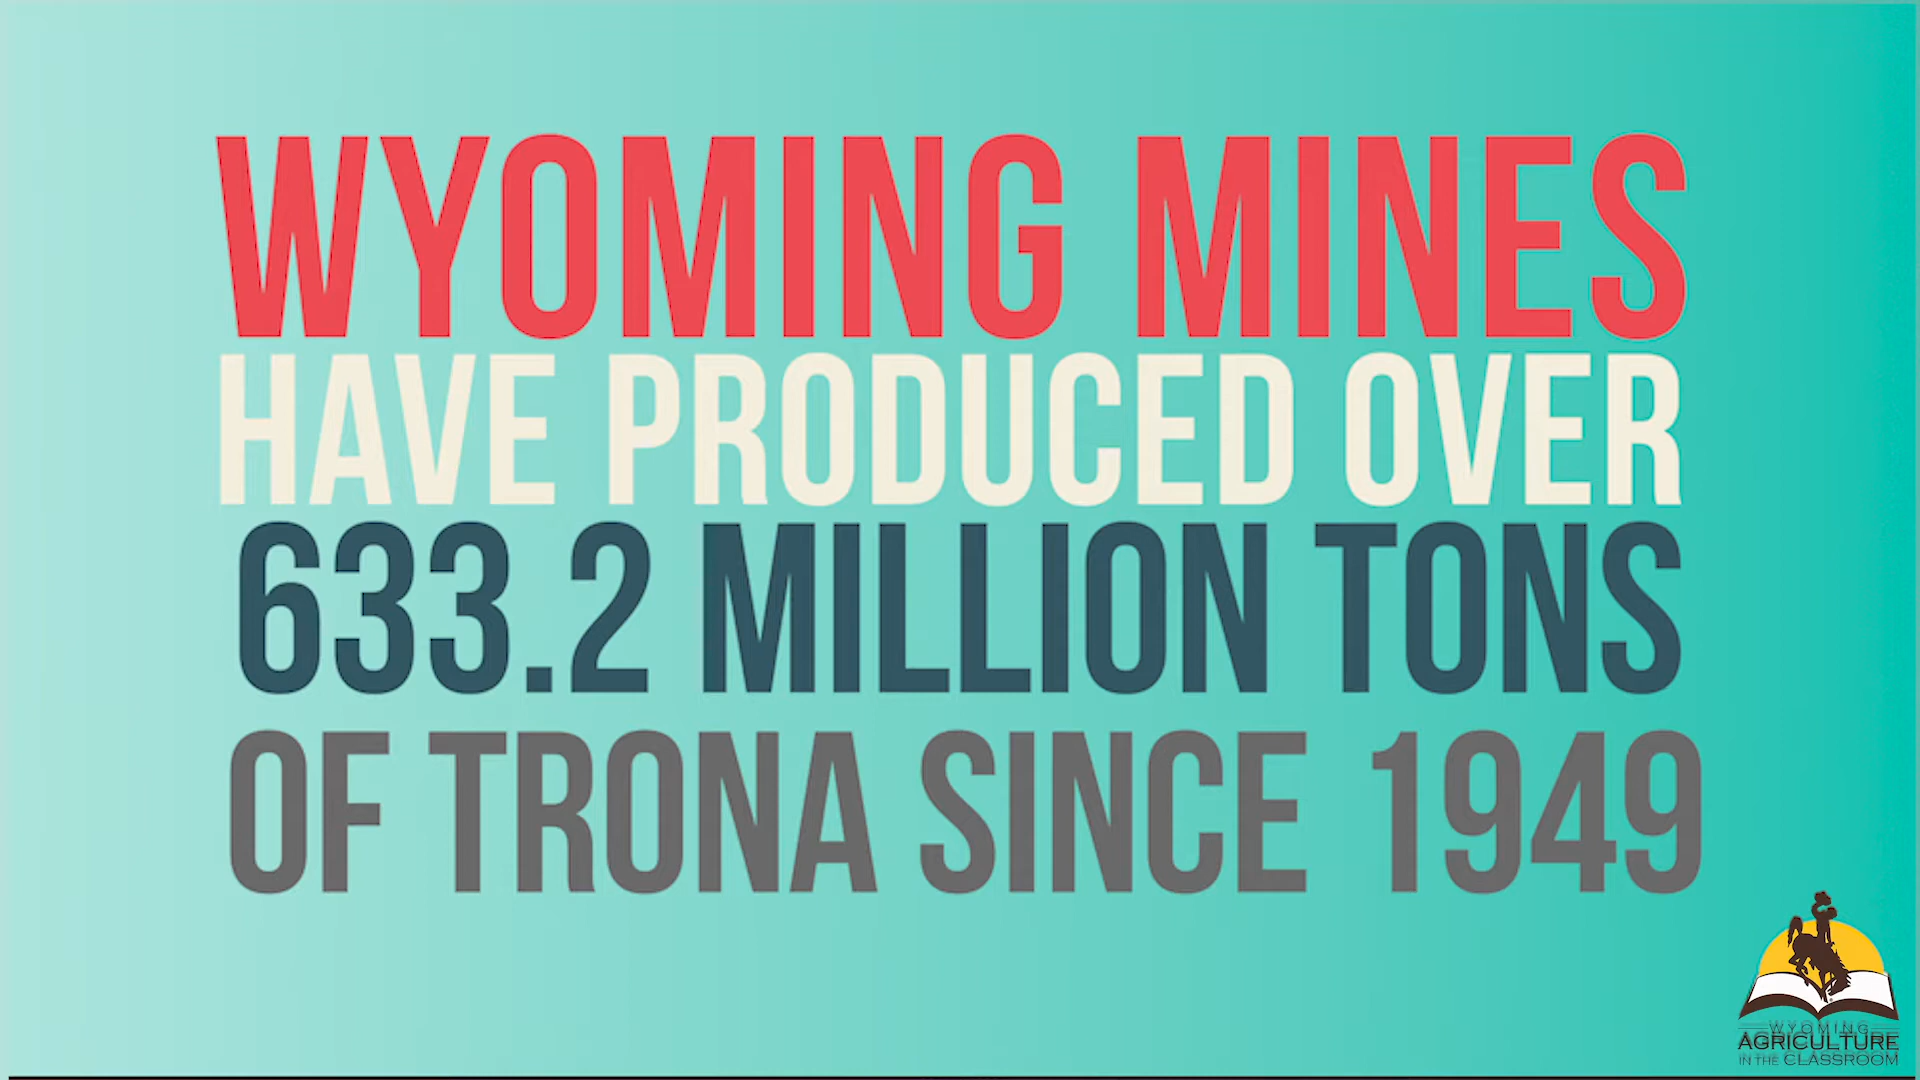 WYOMING MINES
HAVE PRODUCED OVER
633.2 MILLION TONS
OF TRONA SINCE 1949
WYOMING
AGRICULTURE
IN THE CLASSROOM